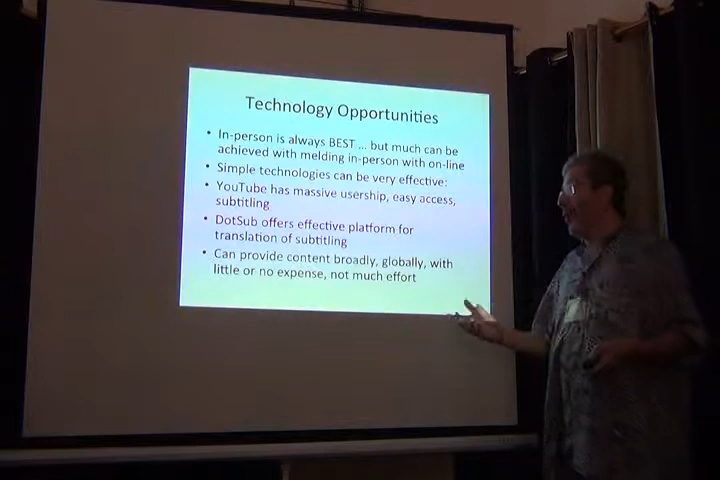 Technology Opportunities
• In-person is always BEST ... but much can be
achieved with melding in-person with on-line
• Simple technologies can be very effective:
• YouTube has massive usership, easy access,
subtitling
• DotSub offers effective platform for
translation of subtitling
• Can provide content broadly, globally, with
little or no expense, not much effort